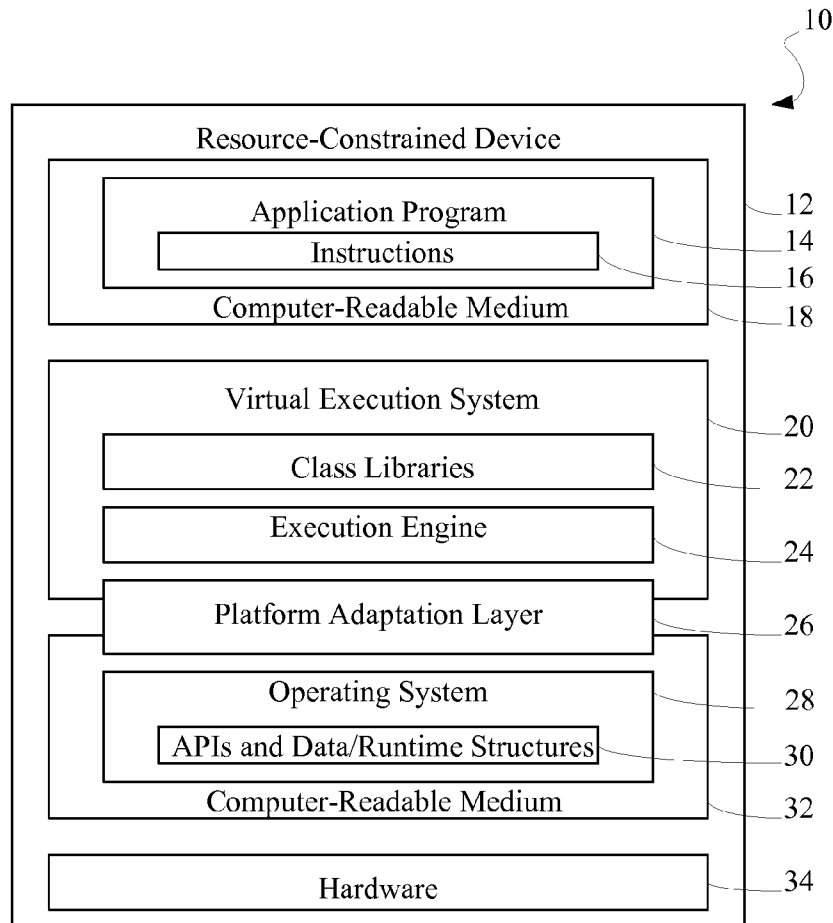 10
Resource-Constrained Device
12
Application Program
14
Instructions
16
Computer-Readable Medium
18
Virtual Execution System
20
Class Libraries
22
Execution Engine
24
Platform Adaptation Layer
26
Operating System
28
APIs and Data/Runtime Structures
30
Computer-Readable Medium
32
Hardware
34